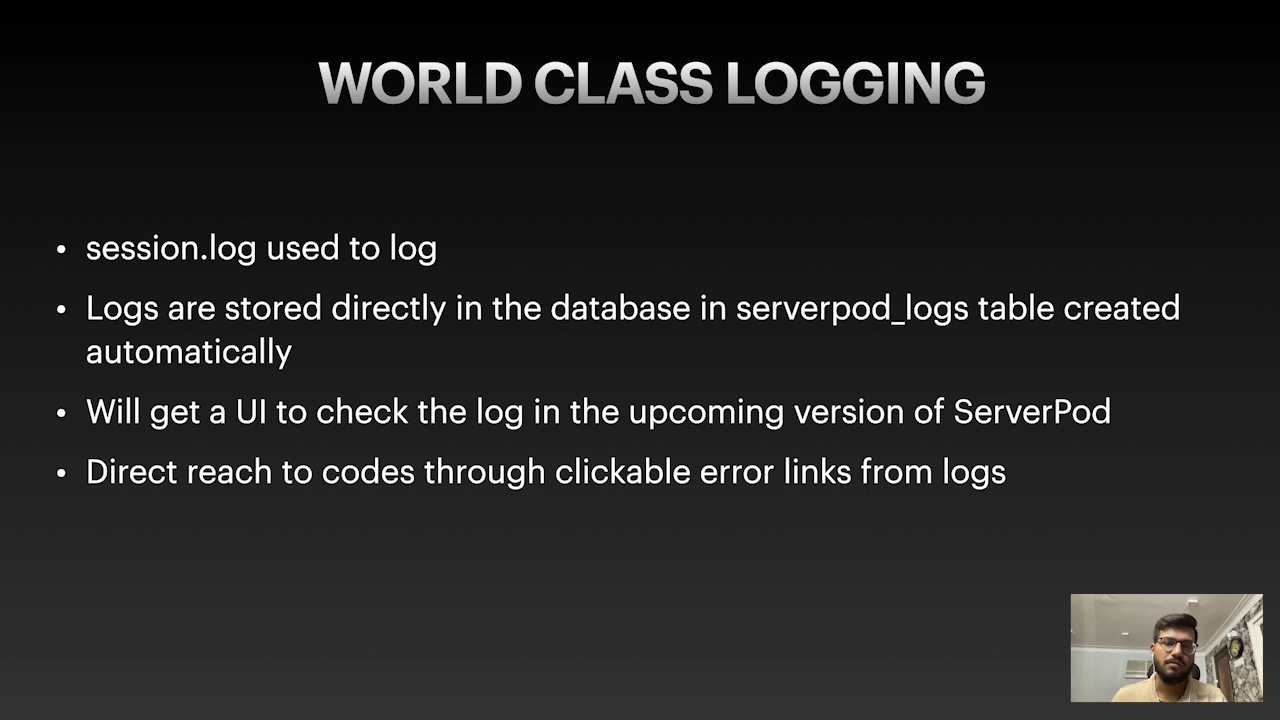 WORLD CLASS LOGGING
• session.log used to log
• Logs are stored directly in the database in serverpod_logs table created
automatically
• Will get a UI to check the log in the upcoming version of ServerPod
• Direct reach to codes through clickable error links from logs